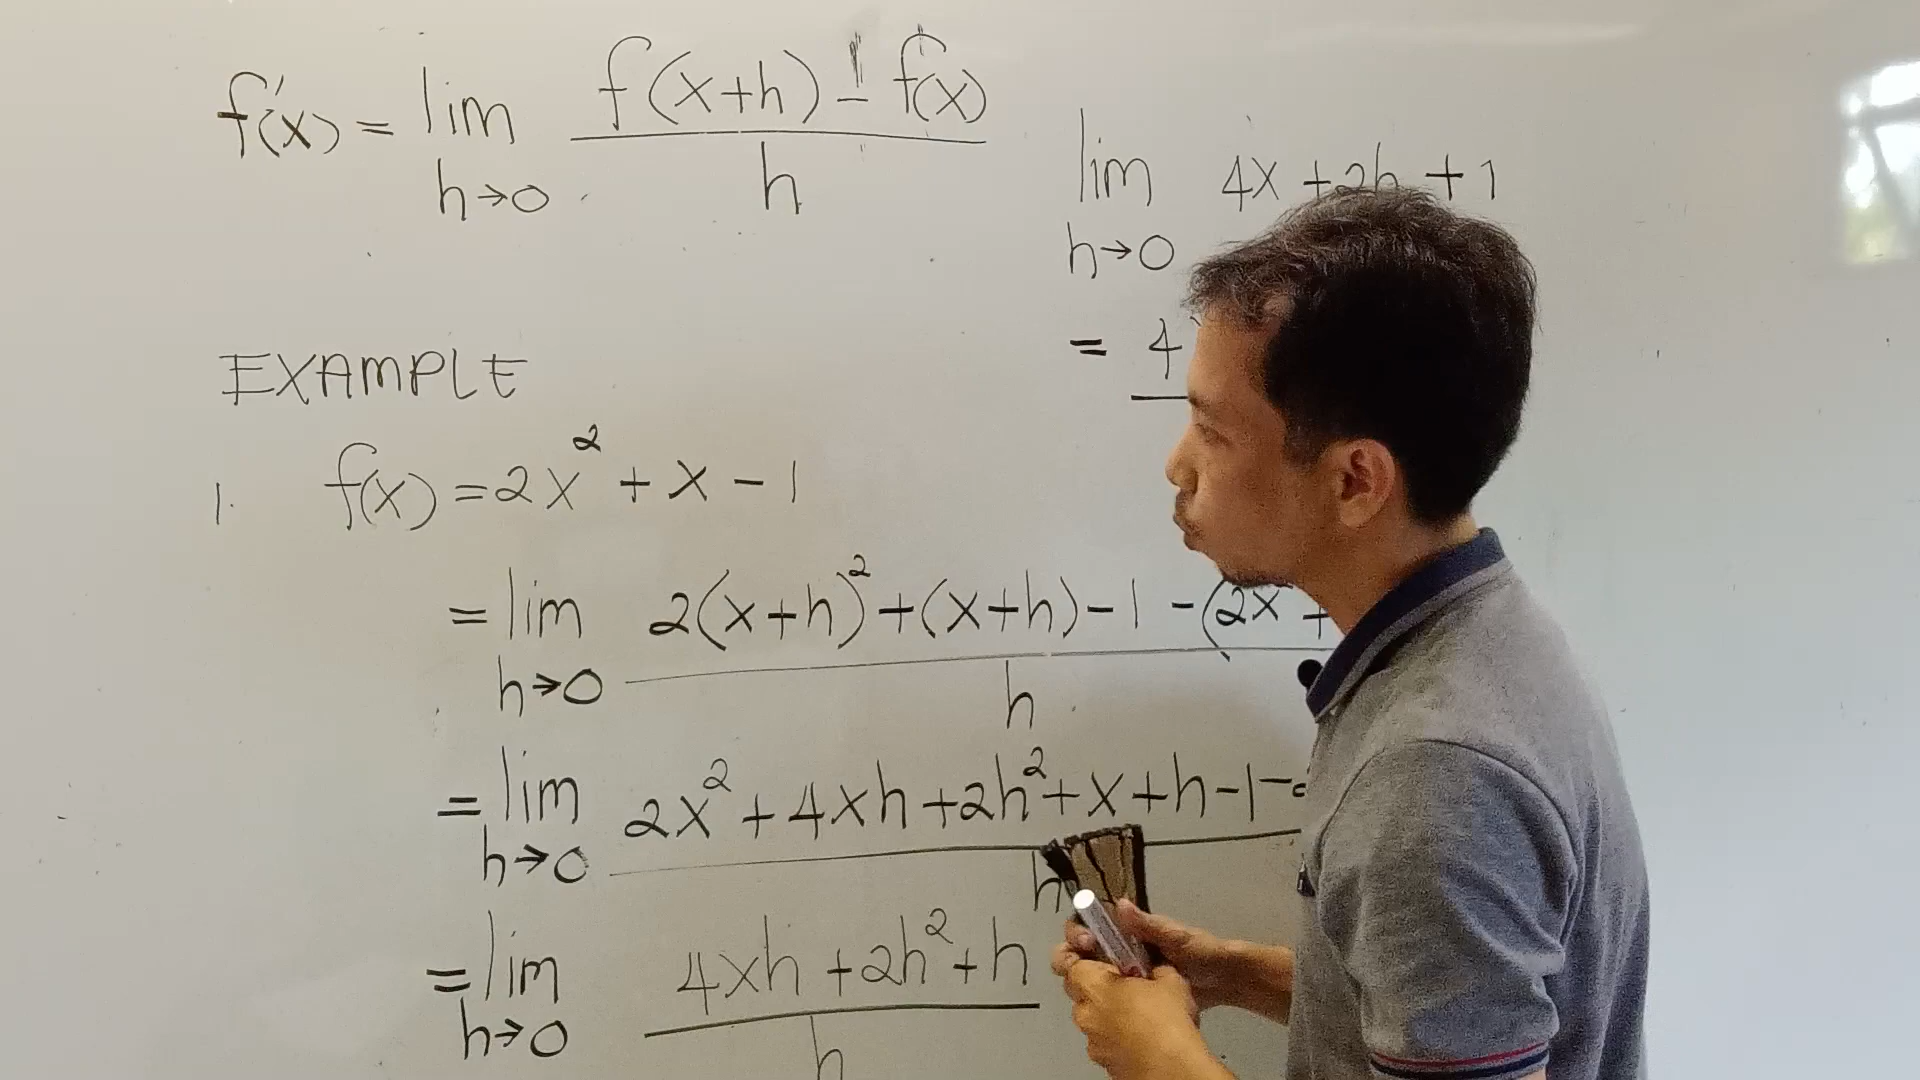 f'(x) = lim f(x+h) - f(x)
h→0 h
EXAMPLE
1. f(x) = 2x² + x - 1
= lim 2(x+h)² + (x+h) - 1 - (2x +
h→0 h
= lim 2x² + 4xh + 2h² + x + h - 1 -
h→0 h
= lim 4xh + 2h² + h
h→0 h
lim 4x + 2h + 1
h→0
= 4